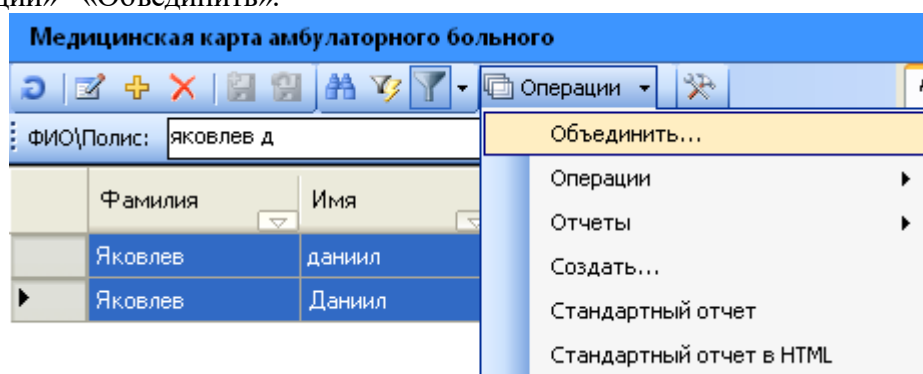 «Объединить».
Медицинская карта амбулаторного больного
Операции
ФИО\Полис: яковлев д
Объединить...
Операции
Фамилия Имя
Отчеты
Яковлев даниил
Создать...
Яковлев Даниил
Стандартный отчет
Стандартный отчет в HTML